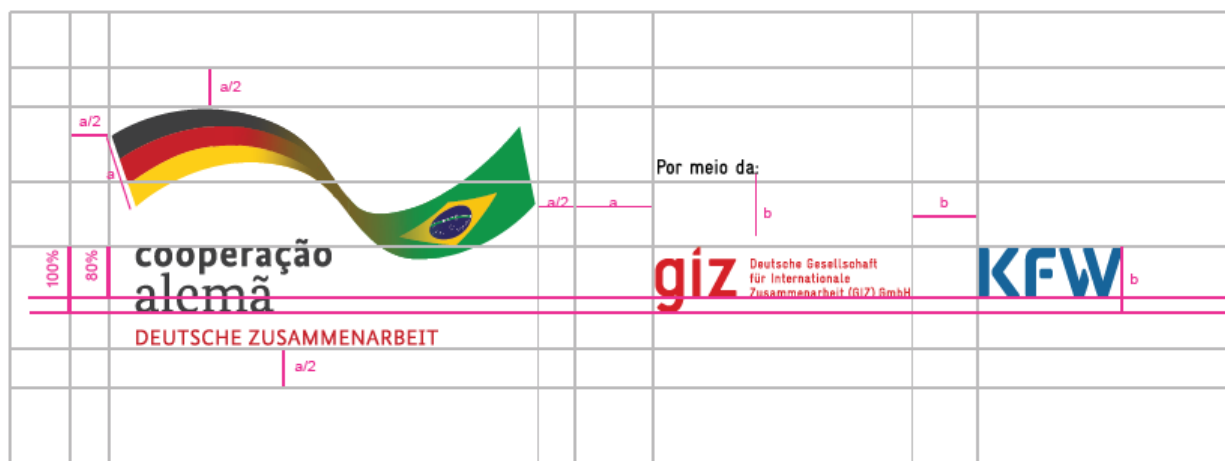 a/2
a/2
a
Por meio da:
a/2
a
b
b
100%
80%
cooperação
alemã
DEUTSCHE ZUSAMMENARBEIT
giz
Deutsche Gesellschaft
für Internationale
Zusammenarbeit (GIZ) GmbH
KFW
b
a/2